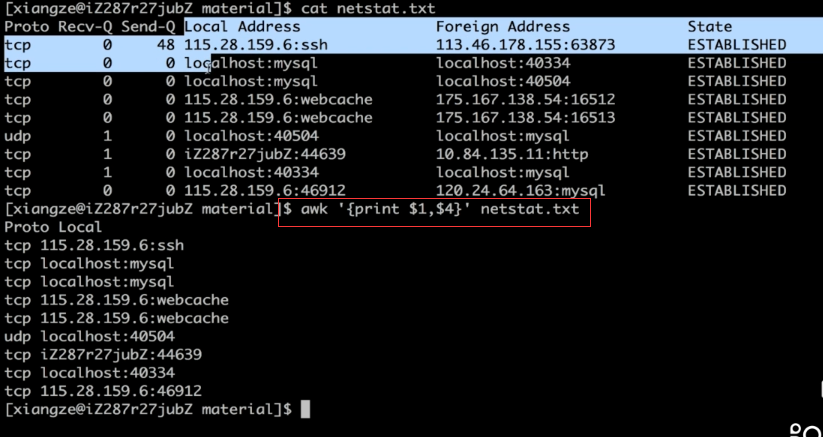 [xiangze@iZ287r27jubZ material]$ cat netstat.txt
Proto Recv-Q Send-Q Local Address Foreign Address State
tcp 0 48 115.28.159.6:ssh 113.46.178.155:63873 ESTABLISHED
tcp 0 0 localhost:mysql localhost:40334 ESTABLISHED
tcp 0 0 localhost:mysql localhost:40504 ESTABLISHED
tcp 0 0 115.28.159.6:webcache 175.167.138.54:16512 ESTABLISHED
tcp 0 0 115.28.159.6:webcache 175.167.138.54:16513 ESTABLISHED
udp 1 0 localhost:40504 localhost:mysql ESTABLISHED
tcp 1 0 iZ287r27jubZ:44639 10.84.135.11:http ESTABLISHED
tcp 1 0 localhost:40334 localhost:mysql ESTABLISHED
tcp 0 0 115.28.159.6:46912 120.24.64.163:mysql ESTABLISHED
[xiangze@iZ287r27jubZ material]$ awk '{print $1,$4}' netstat.txt
Proto Local
tcp 115.28.159.6:ssh
tcp localhost:mysql
tcp localhost:mysql
tcp 115.28.159.6:webcache
tcp 115.28.159.6:webcache
udp localhost:40504
tcp iZ287r27jubZ:44639
tcp localhost:40334
tcp 115.28.159.6:46912
[xiangze@iZ287r27jubZ material]$